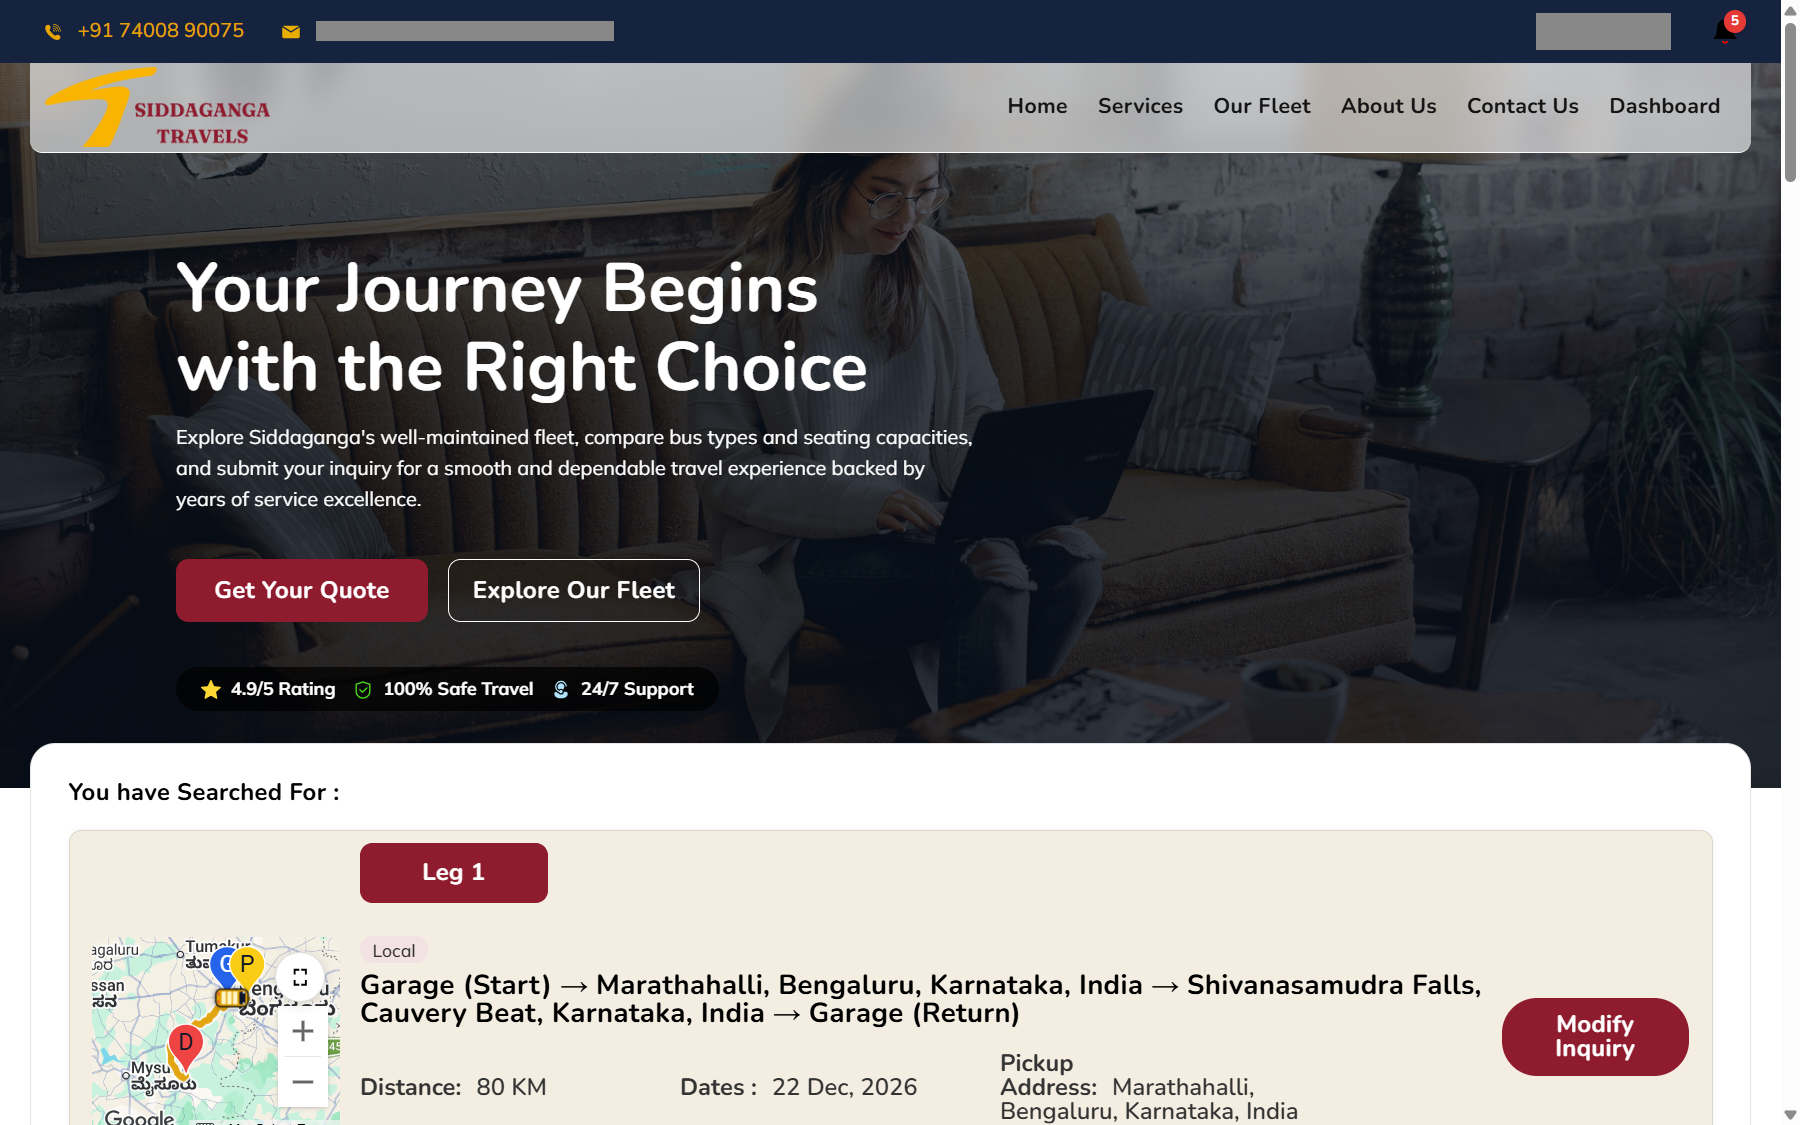 +91 74008 90075
5
SIDDAGANGA
TRAVELS
Home
Services
Our Fleet
About Us
Contact Us
Dashboard
Your Journey Begins
with the Right Choice
Explore Siddaganga's well-maintained fleet, compare bus types and seating capacities,
and submit your inquiry for a smooth and dependable travel experience backed by
years of service excellence.
Get Your Quote
Explore Our Fleet
4.9/5 Rating
100% Safe Travel
24/7 Support
You have Searched For :
Leg 1
Local
Garage (Start) → Marathahalli, Bengaluru, Karnataka, India → Shivanasamudra Falls,
Cauvery Beat, Karnataka, India → Garage (Return)
Modify
Inquiry
Distance: 80 KM
Dates : 22 Dec, 2026
Pickup
Address: Marathahalli,
Bengaluru, Karnataka, India
agaluru
Tumakur
ssan
P
D
Mysu
ಮೈಸೂರು
Google